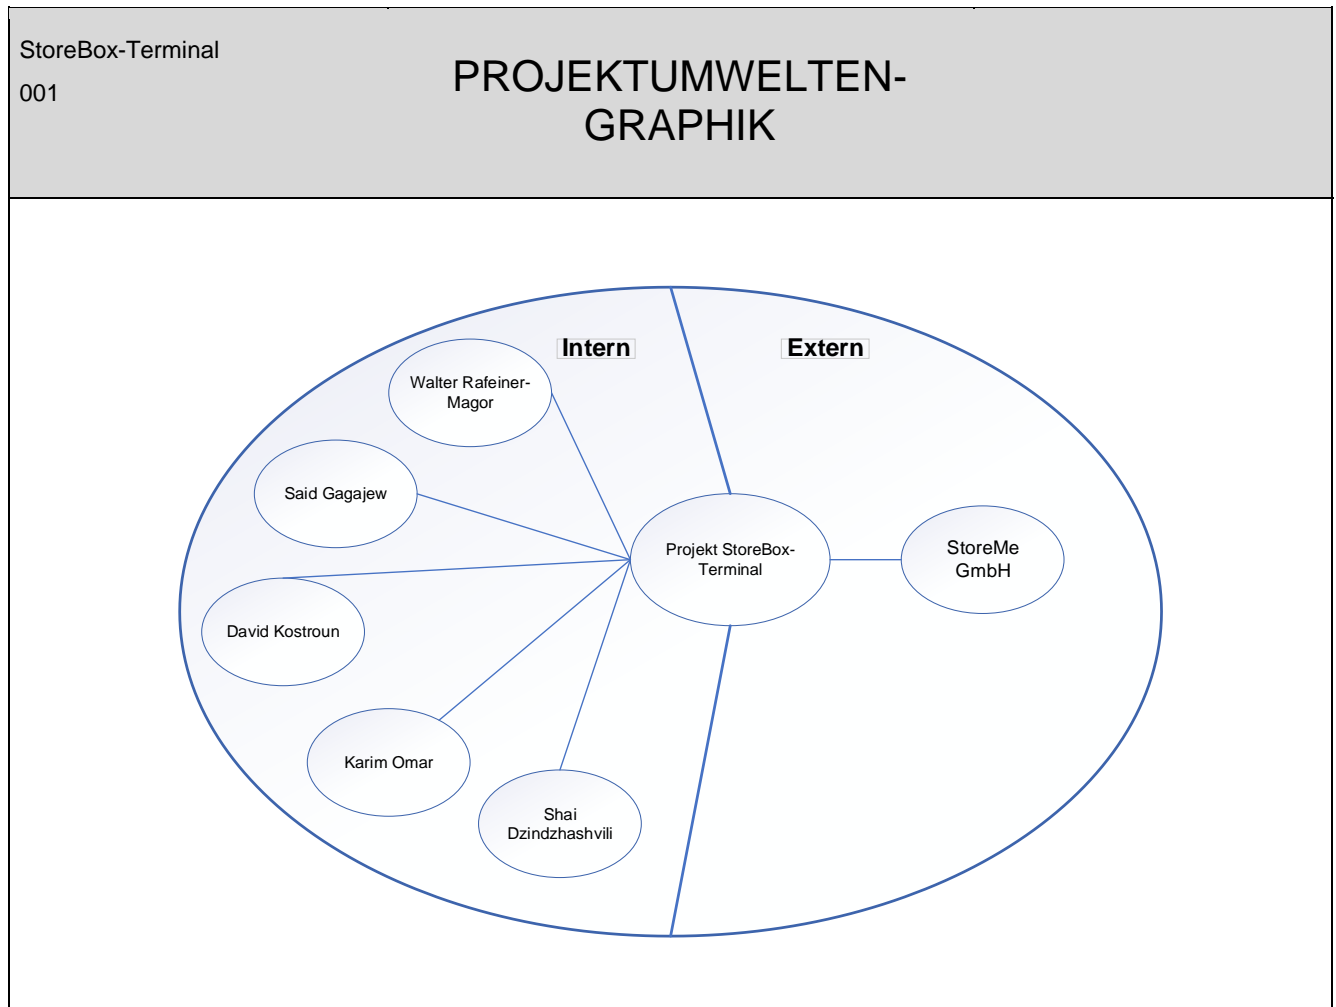 StoreBox-Terminal
001
PROJEKTUMWELTEN-
GRAPHIK
Intern
Extern
Walter Rafeiner-
Magor
Said Gagajew
David Kostroun
Karim Omar
Shai
Dzindzhashvili
Projekt StoreBox-
Terminal
StoreMe
GmbH